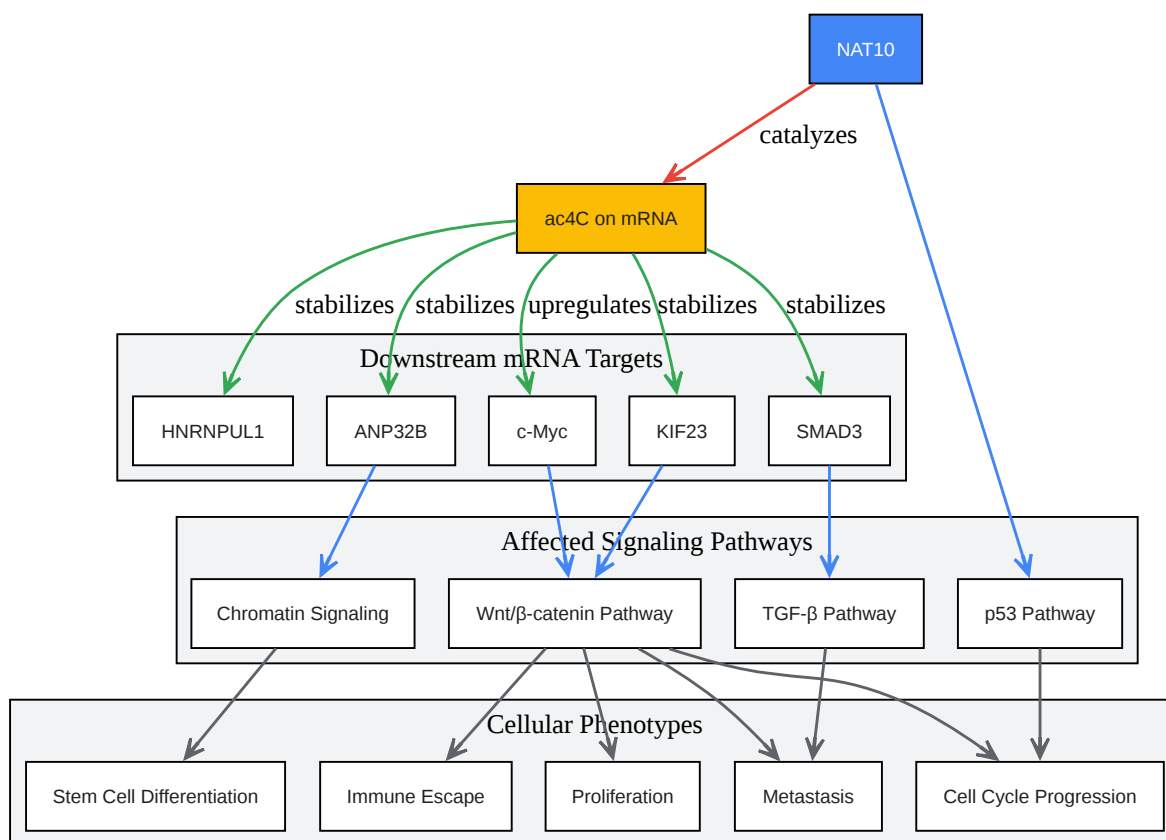 NAT10
catalyzes
ac4C on mRNA
stabilizes
stabilizes
upregulates
stabilizes
stabilizes
Downstream mRNA Targets
HNRNPUL1
ANP32B
c-Myc
KIF23
SMAD3
Affected Signaling Pathways
Chromatin Signaling
Wnt/β-catenin Pathway
TGF-β Pathway
p53 Pathway
Cellular Phenotypes
Stem Cell Differentiation
Immune Escape
Proliferation
Metastasis
Cell Cycle Progression